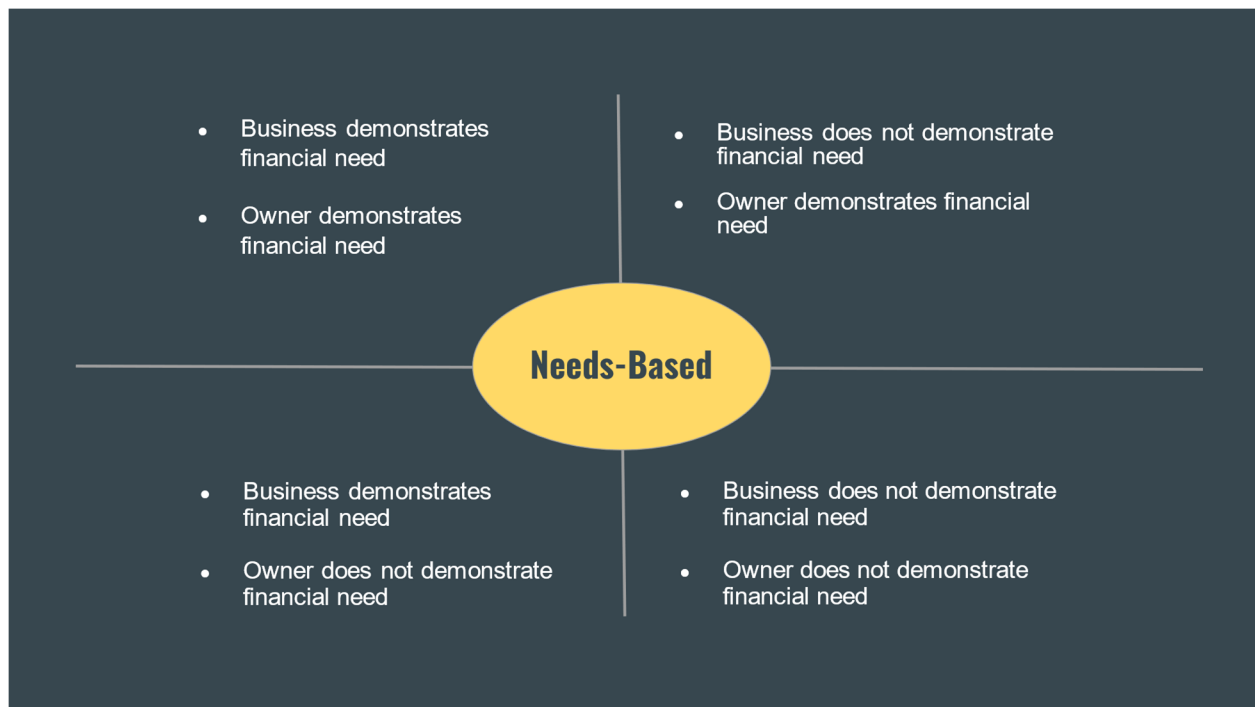 ● Business demonstrates
financial need
● Owner demonstrates
financial need
● Business does not demonstrate
financial need
● Owner demonstrates financial
need
Needs-Based
● Business demonstrates
financial need
● Owner does not demonstrate
financial need
● Business does not demonstrate
financial need
● Owner does not demonstrate
financial need